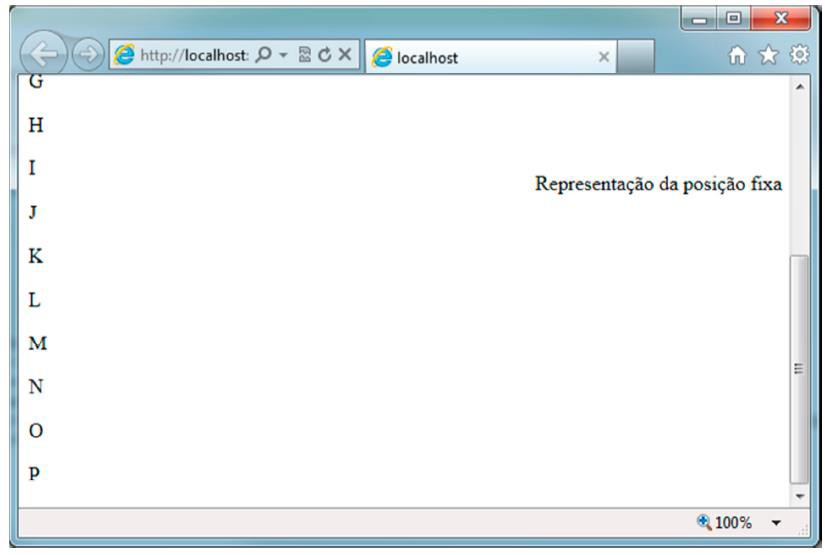 http://localhost:
localhost
G
H
I
Representação da posição fixa
J
K
L
M
N
O
P
100%